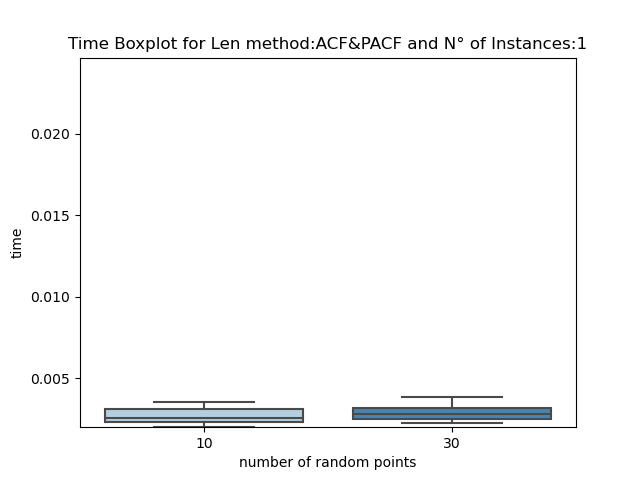 Time Boxplot for Len method:ACF&PACF and N° of Instances:1
0.020
0.015
0.010
0.005
time
10
30
number of random points